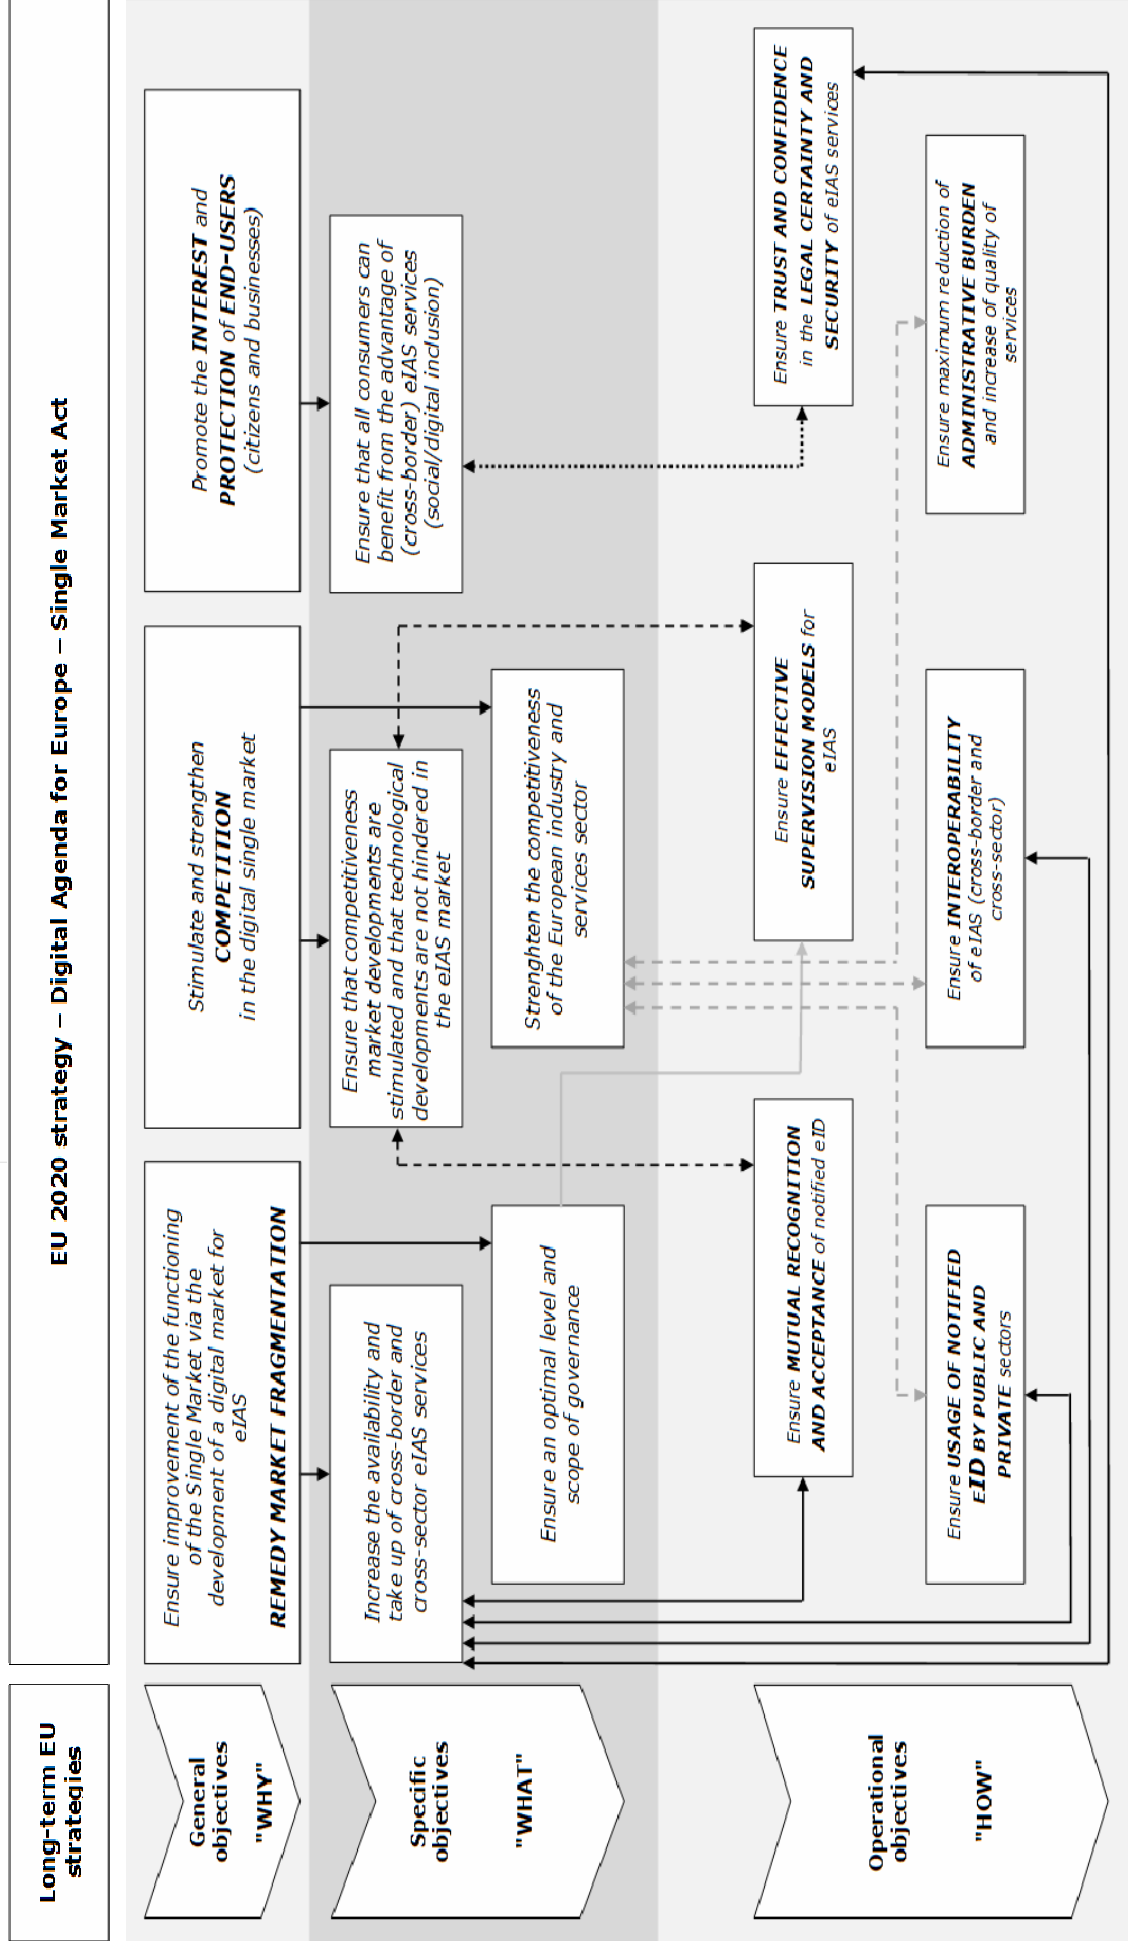 Long-term EU
strategies
EU 2020 strategy – Digital Agenda for Europe – Single Market Act
General
objectives
"WHY"
Ensure improvement of the functioning
of the Single Market via the
development of a digital market for
eIAS
REMEDY MARKET FRAGMENTATION
Stimulate and strengthen
COMPETITION
in the digital single market
Promote the INTEREST and
PROTECTION of END-USERS
(citizens and businesses)
Specific
objectives
"WHAT"
Increase the availability and
take up of cross-border and
cross-sector eIAS services
Ensure that competitiveness
market developments are
stimulated and that technological
developments are not hindered in
the eIAS market
Ensure that all consumers can
benefit from the advantage of
(cross-border) eIAS services
(social/digital inclusion)
Ensure an optimal level and
scope of governance
Strenghten the competitiveness
of the European industry and
services sector
Operational
objectives
"HOW"
Ensure MUTUAL RECOGNITION
AND ACCEPTANCE of notified eID
Ensure EFFECTIVE
SUPERVISION MODELS for
eIAS
Ensure TRUST AND CONFIDENCE
in the LEGAL CERTAINTY AND
SECURITY of eIAS services
Ensure USAGE OF NOTIFIED
eID BY PUBLIC AND
PRIVATE sectors
Ensure INTEROPERABILITY
of eIAS (cross-border and
cross-sector)
Ensure maximum reduction of
ADMINISTRATIVE BURDEN
and increase of quality of
services